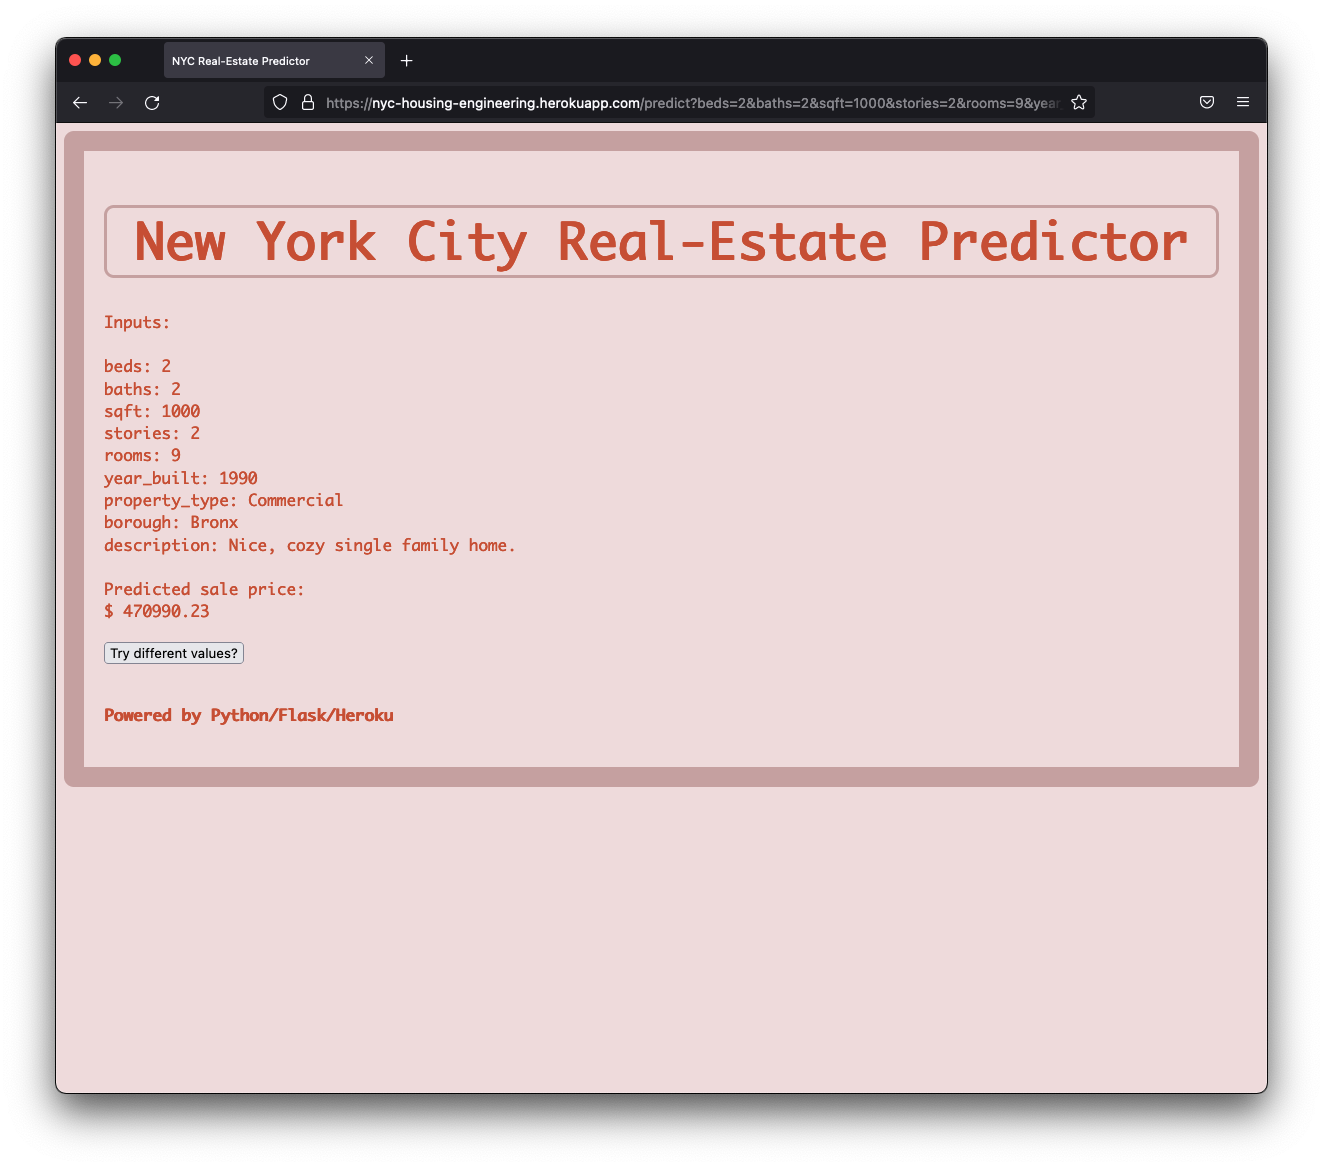 NYC Real-Estate Predictor
https://nyc-housing-engineering.herokuapp.com/predict?beds=2&baths=2&sqft=1000&stories=2&rooms=9&year
New York City Real-Estate Predictor
Inputs:
beds: 2
baths: 2
sqft: 1000
stories: 2
rooms: 9
year_built: 1990
property_type: Commercial
borough: Bronx
description: Nice, cozy single family home.
Predicted sale price:
$ 470990.23
Try different values?
Powered by Python/Flask/Heroku